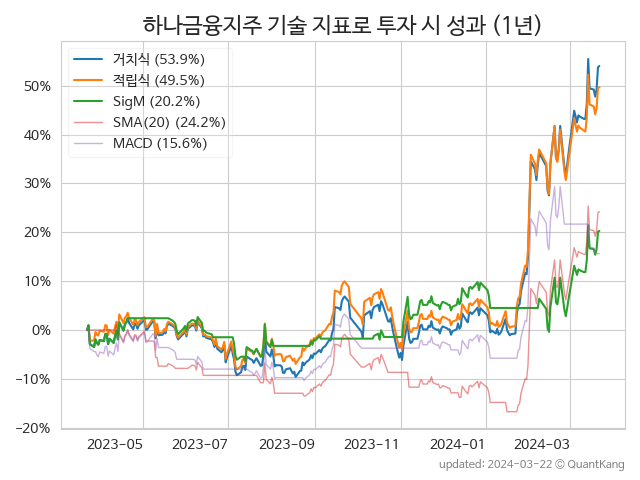 하나금융지주 기술 지표로 투자 시 성과 (1년)
거치식 (53.9%)
적립식 (49.5%)
SigM (20.2%)
SMA(20) (24.2%)
MACD (15.6%)
50%
40%
30%
20%
10%
0%
−10%
−20%
2023-05 2023-07 2023-09 2023-11 2024-01 2024-03
updated: 2024-03-22 © QuantKang